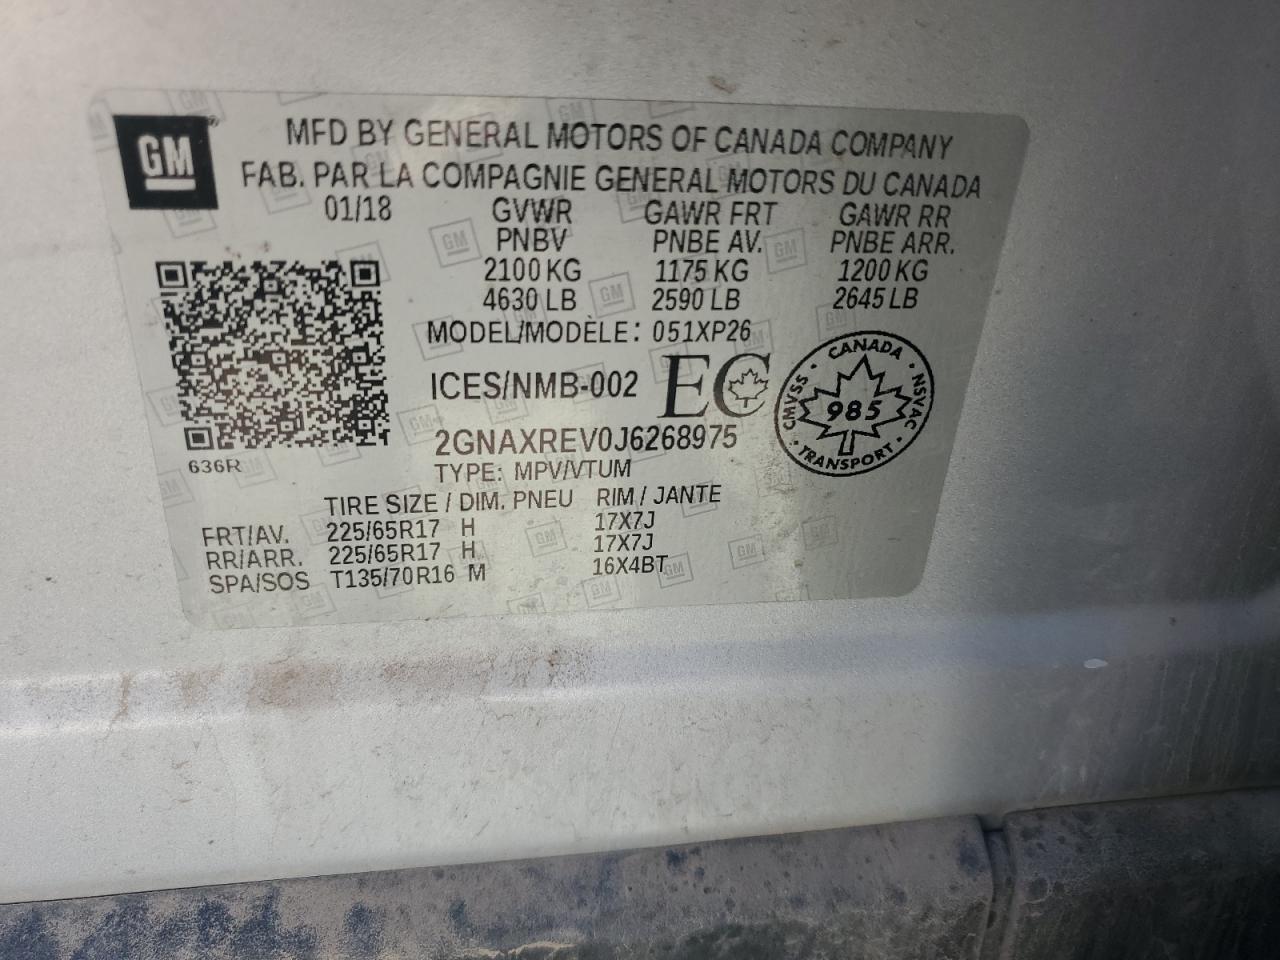 GM®
MFD BY GENERAL MOTORS OF CANADA COMPANY
FAB. PAR LA COMPAGNIE GENERAL MOTORS DU CANADA
01/18 GVWR GAWR FRT GAWR RR
PNBV PNBE AV. PNBE ARR.
2100 KG 1175 KG 1200 KG
4630 LB 2590 LB 2645 LB
MODEL/MODÈLE: 051XP26
ICES/NMB-002 EC
CANADA
CMVSS 985 NSVAC
TRANSPORT
2GNAXREV0J6268975
636R
TYPE: MPV/VTUM
TIRE SIZE / DIM. PNEU RIM / JANTE
FRT/AV. 225/65R17 H 17X7J
RR/ARR. 225/65R17 H 17X7J
SPA/SOS T135/70R16 M 16X4BT